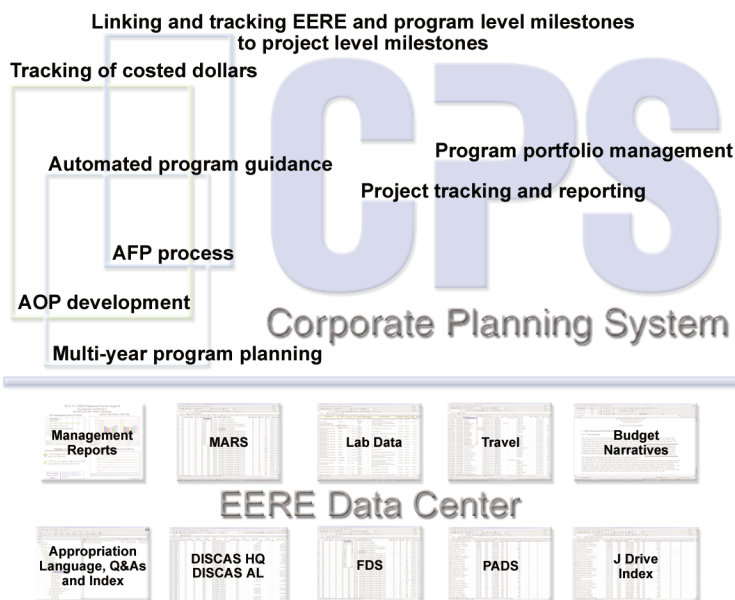 Linking and tracking EERE and program level milestones
to project level milestones
Tracking of costed dollars
CPS
Program portfolio management
Automated program guidance
Project tracking and reporting
AFP process
AOP development
Corporate Planning System
Multi-year program planning
Management
Reports
MARS
Lab Data
Travel
Budget
Narratives
EERE Data Center
Appropriation
Language, Q&As
and Index
DISCAS HQ
DISCAS AL
FDS
PADS
J Drive
Index